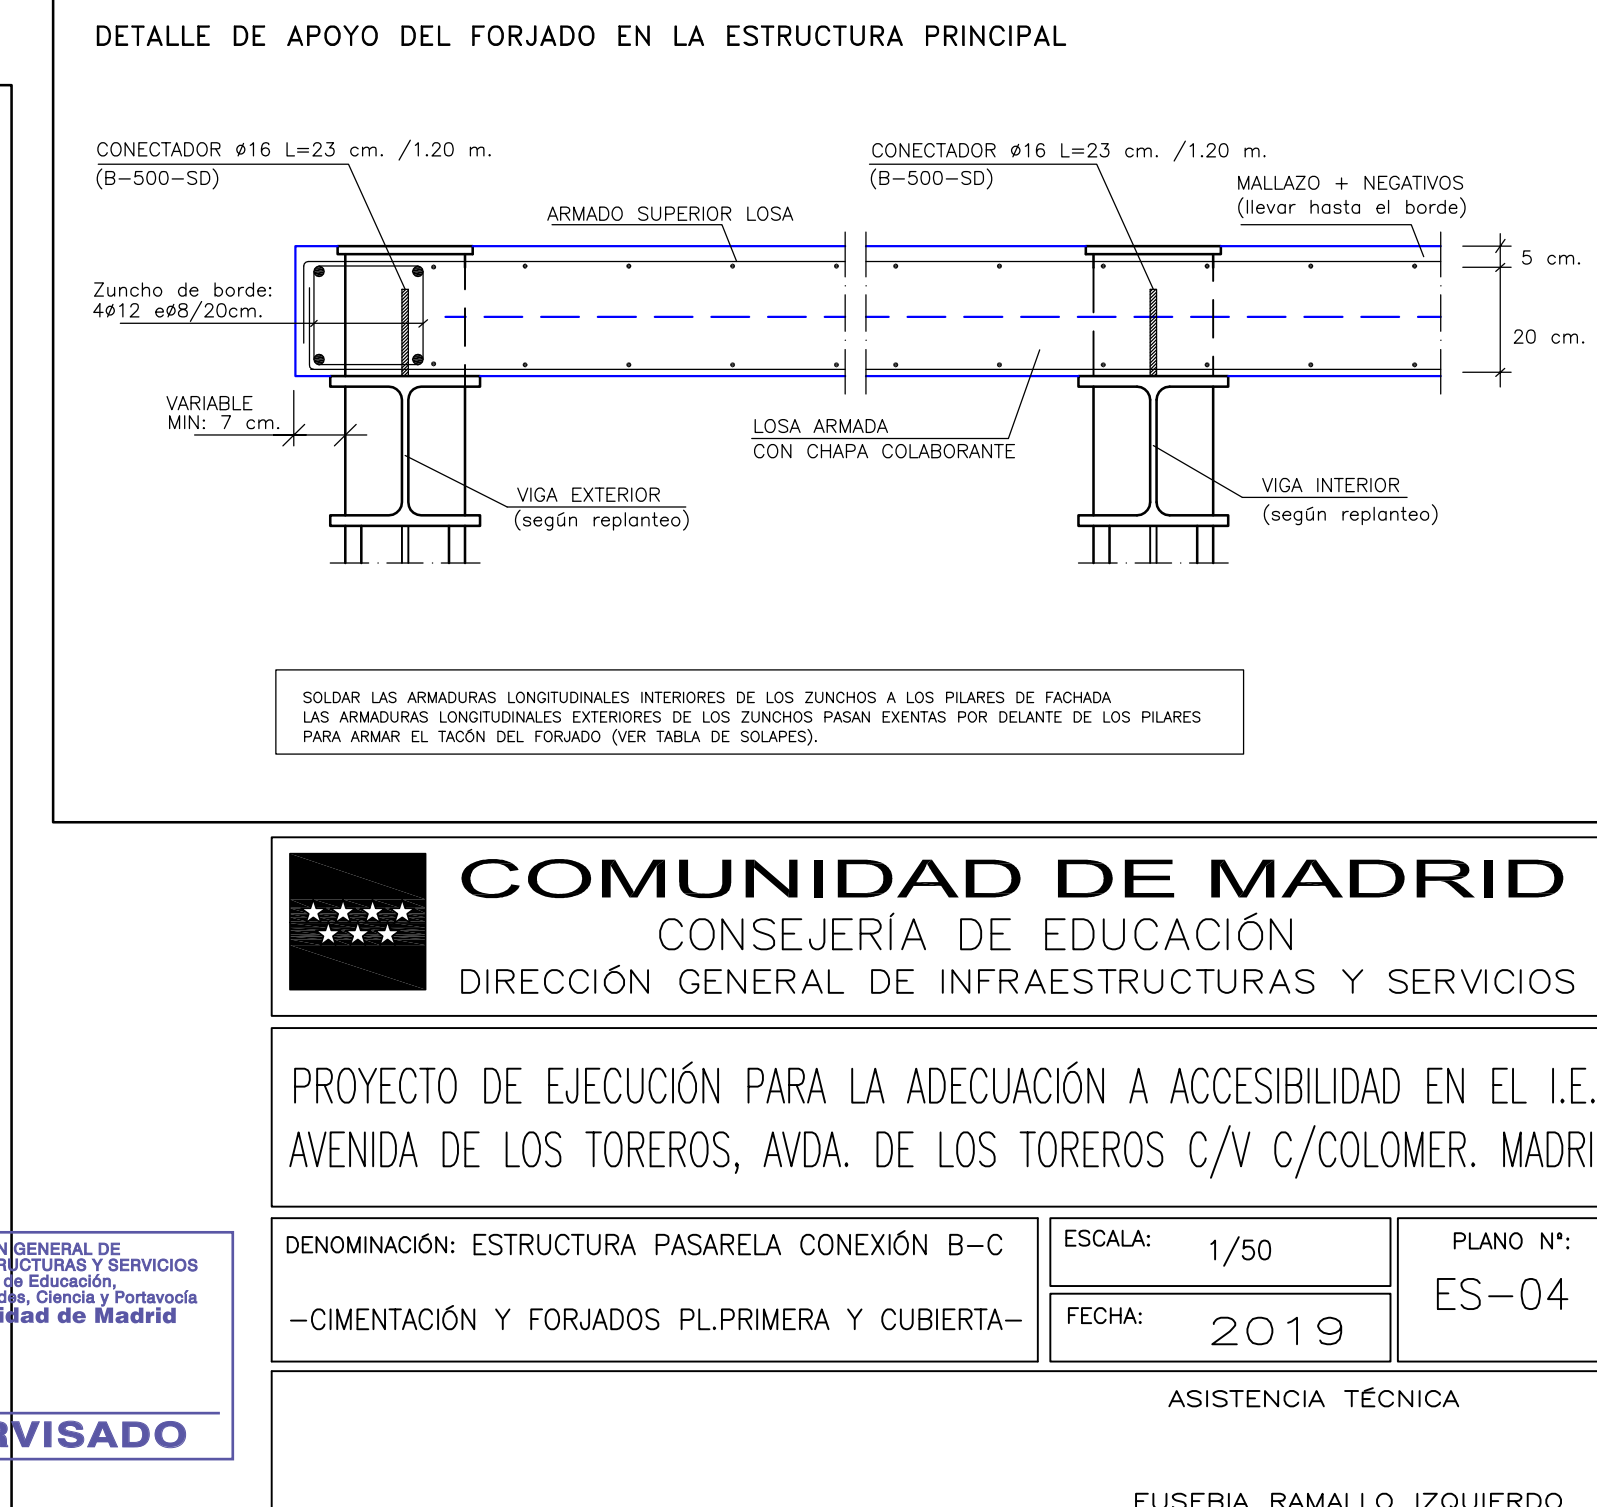 DETALLE DE APOYO DEL FORJADO EN LA ESTRUCTURA PRINCIPAL
CONECTADOR ø16 L=23 cm. /1.20 m.
(B-500-SD)
CONECTADOR ø16 L=23 cm. /1.20 m.
(B-500-SD)
MALLAZO + NEGATIVOS
(llevar hasta el borde)
ARMADO SUPERIOR LOSA
5 cm.
Zuncho de borde:
4ø12 eø8/20cm.
20 cm.
VARIABLE
MIN: 7 cm.
LOSA ARMADA
CON CHAPA COLABORANTE
VIGA EXTERIOR
(según replanteo)
VIGA INTERIOR
(según replanteo)
SOLDAR LAS ARMADURAS LONGITUDINALES INTERIORES DE LOS ZUNCHOS A LOS PILARES DE FACHADA
LAS ARMADURAS LONGITUDINALES EXTERIORES DE LOS ZUNCHOS PASAN EXENTAS POR DELANTE DE LOS PILARES
PARA ARMAR EL TACÓN DEL FORJADO (VER TABLA DE SOLAPES).
COMUNIDAD DE MADRID
CONSEJERÍA DE EDUCACIÓN
DIRECCIÓN GENERAL DE INFRAESTRUCTURAS Y SERVICIOS
PROYECTO DE EJECUCIÓN PARA LA ADECUACIÓN A ACCESIBILIDAD EN EL I.E.
AVENIDA DE LOS TOREROS, AVDA. DE LOS TOREROS C/V C/COLOMER. MADRI
DENOMINACIÓN: ESTRUCTURA PASARELA CONEXIÓN B-C
-CIMENTACIÓN Y FORJADOS PL.PRIMERA Y CUBIERTA-
ESCALA: 1/50
FECHA: 2019
PLANO Nº:
ES-04
N GENERAL DE
RUCTURAS Y SERVICIOS
de Educación,
des, Ciencia y Portavocía
idad de Madrid
RVISADO
ASISTENCIA TÉCNICA
EUSEBIA RAMALLO IZQUIERDO